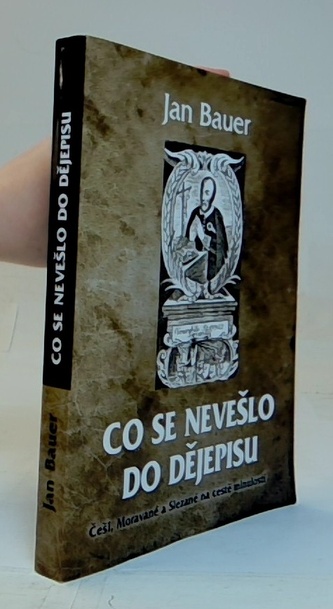 Jan Bauer
CO SE NEVEŠLO
DO DĚJEPISU
Češi, Moravané a Slezané na cestě minulostí
CO SE NEVEŠLO DO DĚJEPISU
Jan Bauer